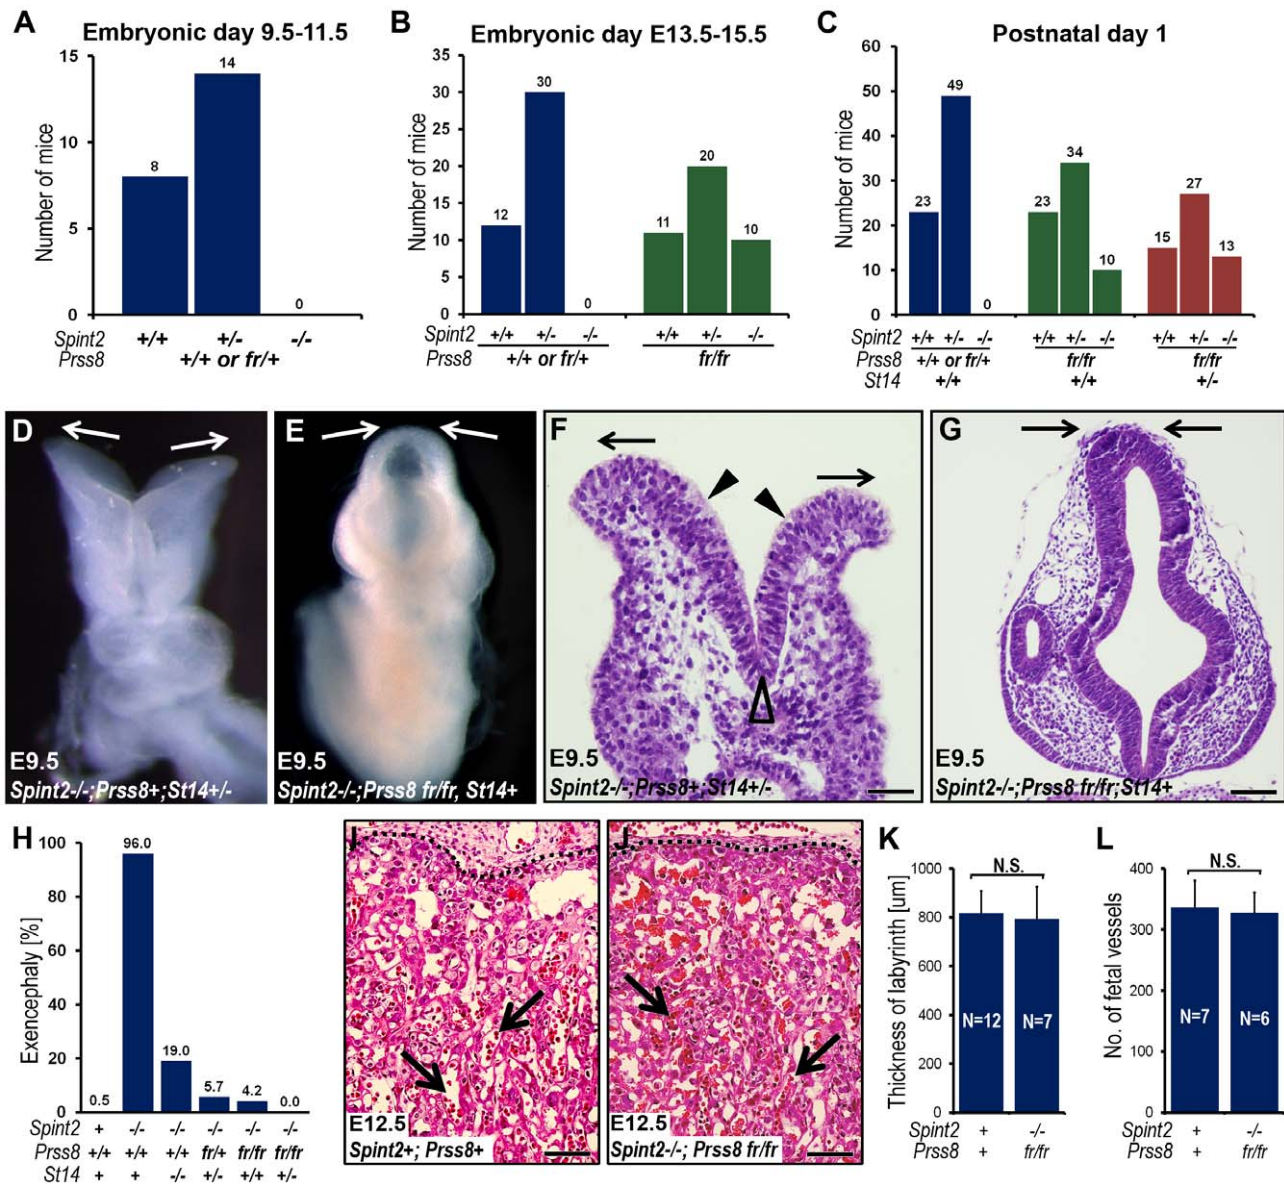 A
Embryonic day 9.5-11.5
Number of mice
15
10
5
0
8
14
0
Spint2 +/+ +/- -/-
Prss8 +/+ or fr/+
B
Embryonic day E13.5-15.5
Number of mice
35
30
25
20
15
10
5
0
12
30
0
11
20
10
Spint2 +/+ +/- -/- +/+ +/- -/-
Prss8 +/+ or fr/+ fr/fr
C
Postnatal day 1
Number of mice
60
50
40
30
20
10
0
23
49
0
23
34
10
15
27
13
Spint2 +/+ +/- -/- +/+ +/- -/- +/+ +/- -/-
Prss8 +/+ or fr/+ fr/fr fr/fr
St14 +/+ +/+ +/-
D
E9.5
Spint2-/-;Prss8+;St14+/-
E
E9.5
Spint2-/-;Prss8 fr/fr, St14+
F
E9.5
Spint2-/-;Prss8+;St14+/-
G
E9.5
Spint2-/-;Prss8 fr/fr;St14+
H
Exencephaly [%]
100
80
60
40
20
0
0.5
96.0
19.0
5.7
4.2
0.0
Spint2 + -/- -/- -/- -/- -/-
Prss8 +/+ +/+ +/+ fr/+ fr/fr fr/fr
St14 + + -/- +/- +/+ +/-
I
E12.5
Spint2+; Prss8+
J
E12.5
Spint2-/-; Prss8 fr/fr
K
Thickness of labyrinth [um]
1000
800
600
400
200
0
N.S.
N=12
N=7
Spint2 + -/-
Prss8 + fr/fr
L
No. of fetal vessels
400
300
200
100
0
N.S.
N=7
N=6
Spint2 + -/-
Prss8 + fr/fr